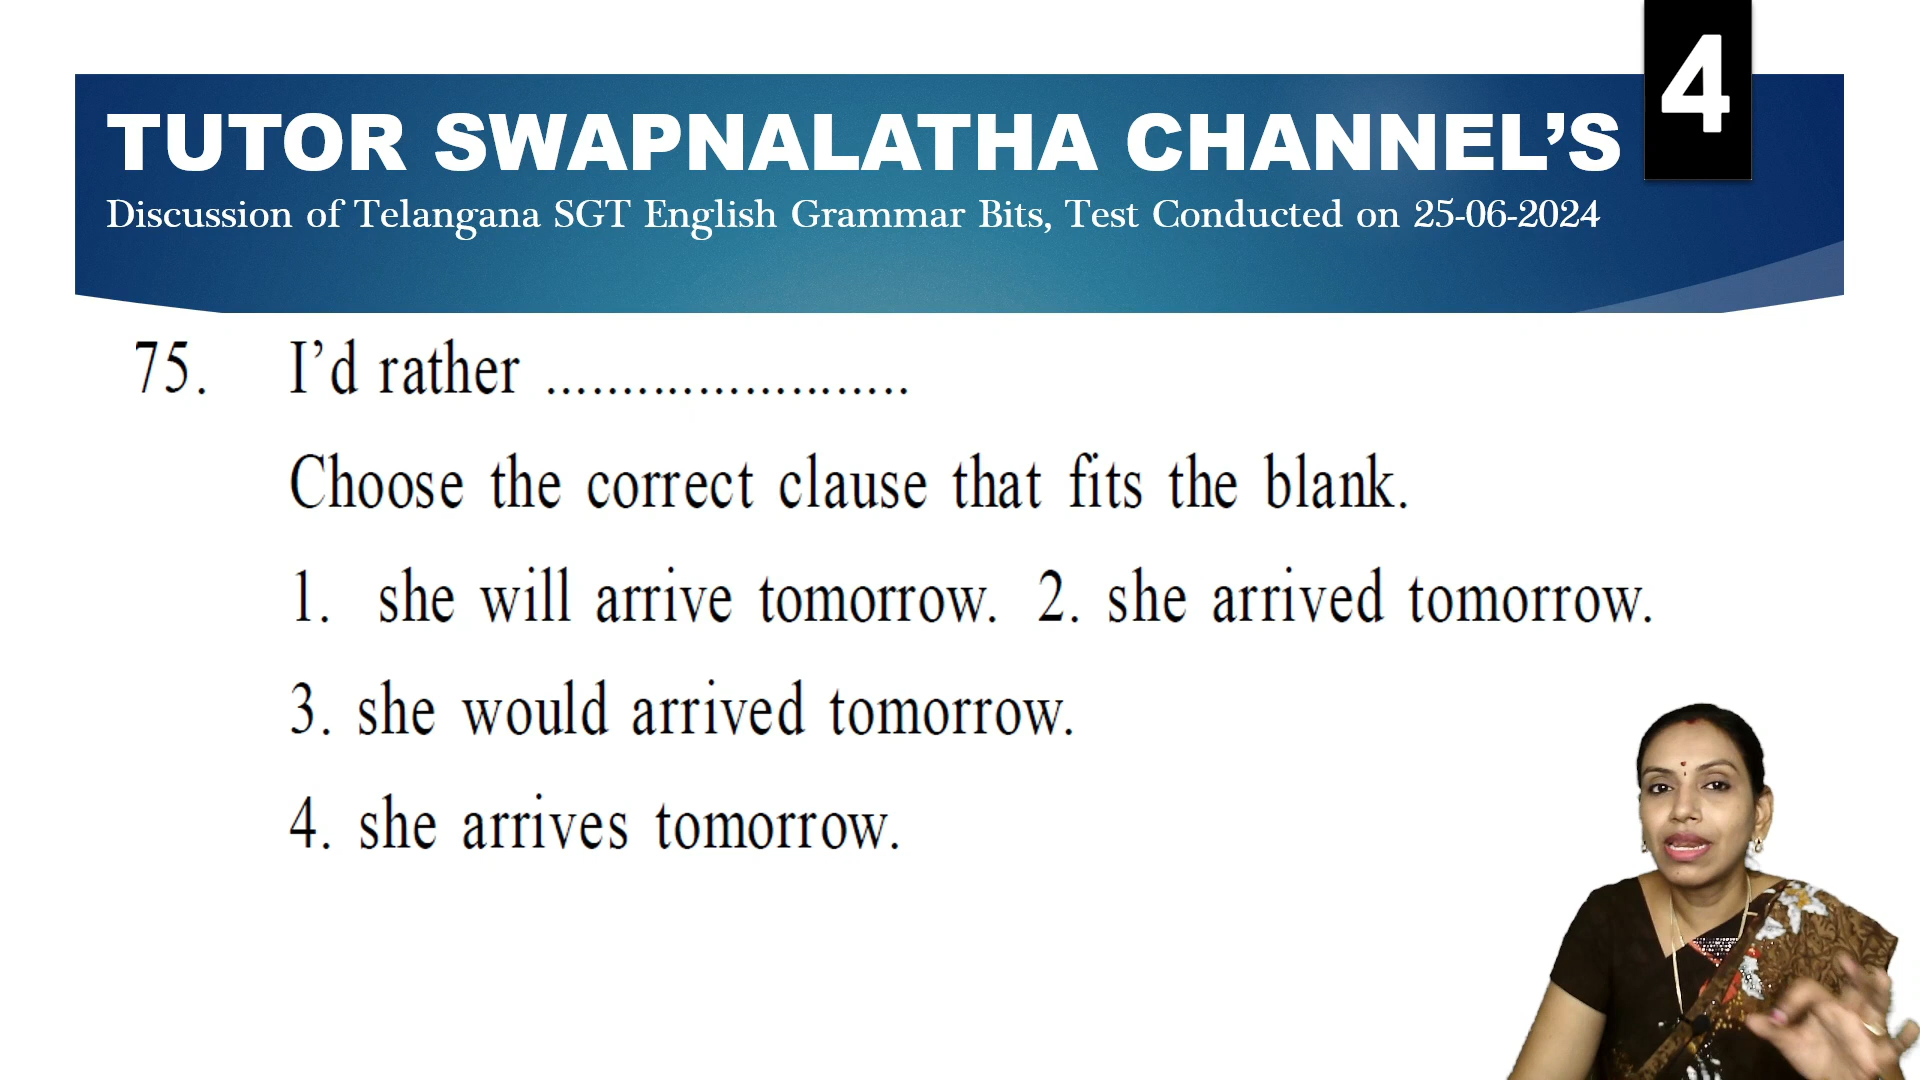 4
TUTOR SWAPNALATHA CHANNEL’S
Discussion of Telangana SGT English Grammar Bits, Test Conducted on 25-06-2024
75. I’d rather .......................
Choose the correct clause that fits the blank.
1. she will arrive tomorrow. 2. she arrived tomorrow.
3. she would arrived tomorrow.
4. she arrives tomorrow.